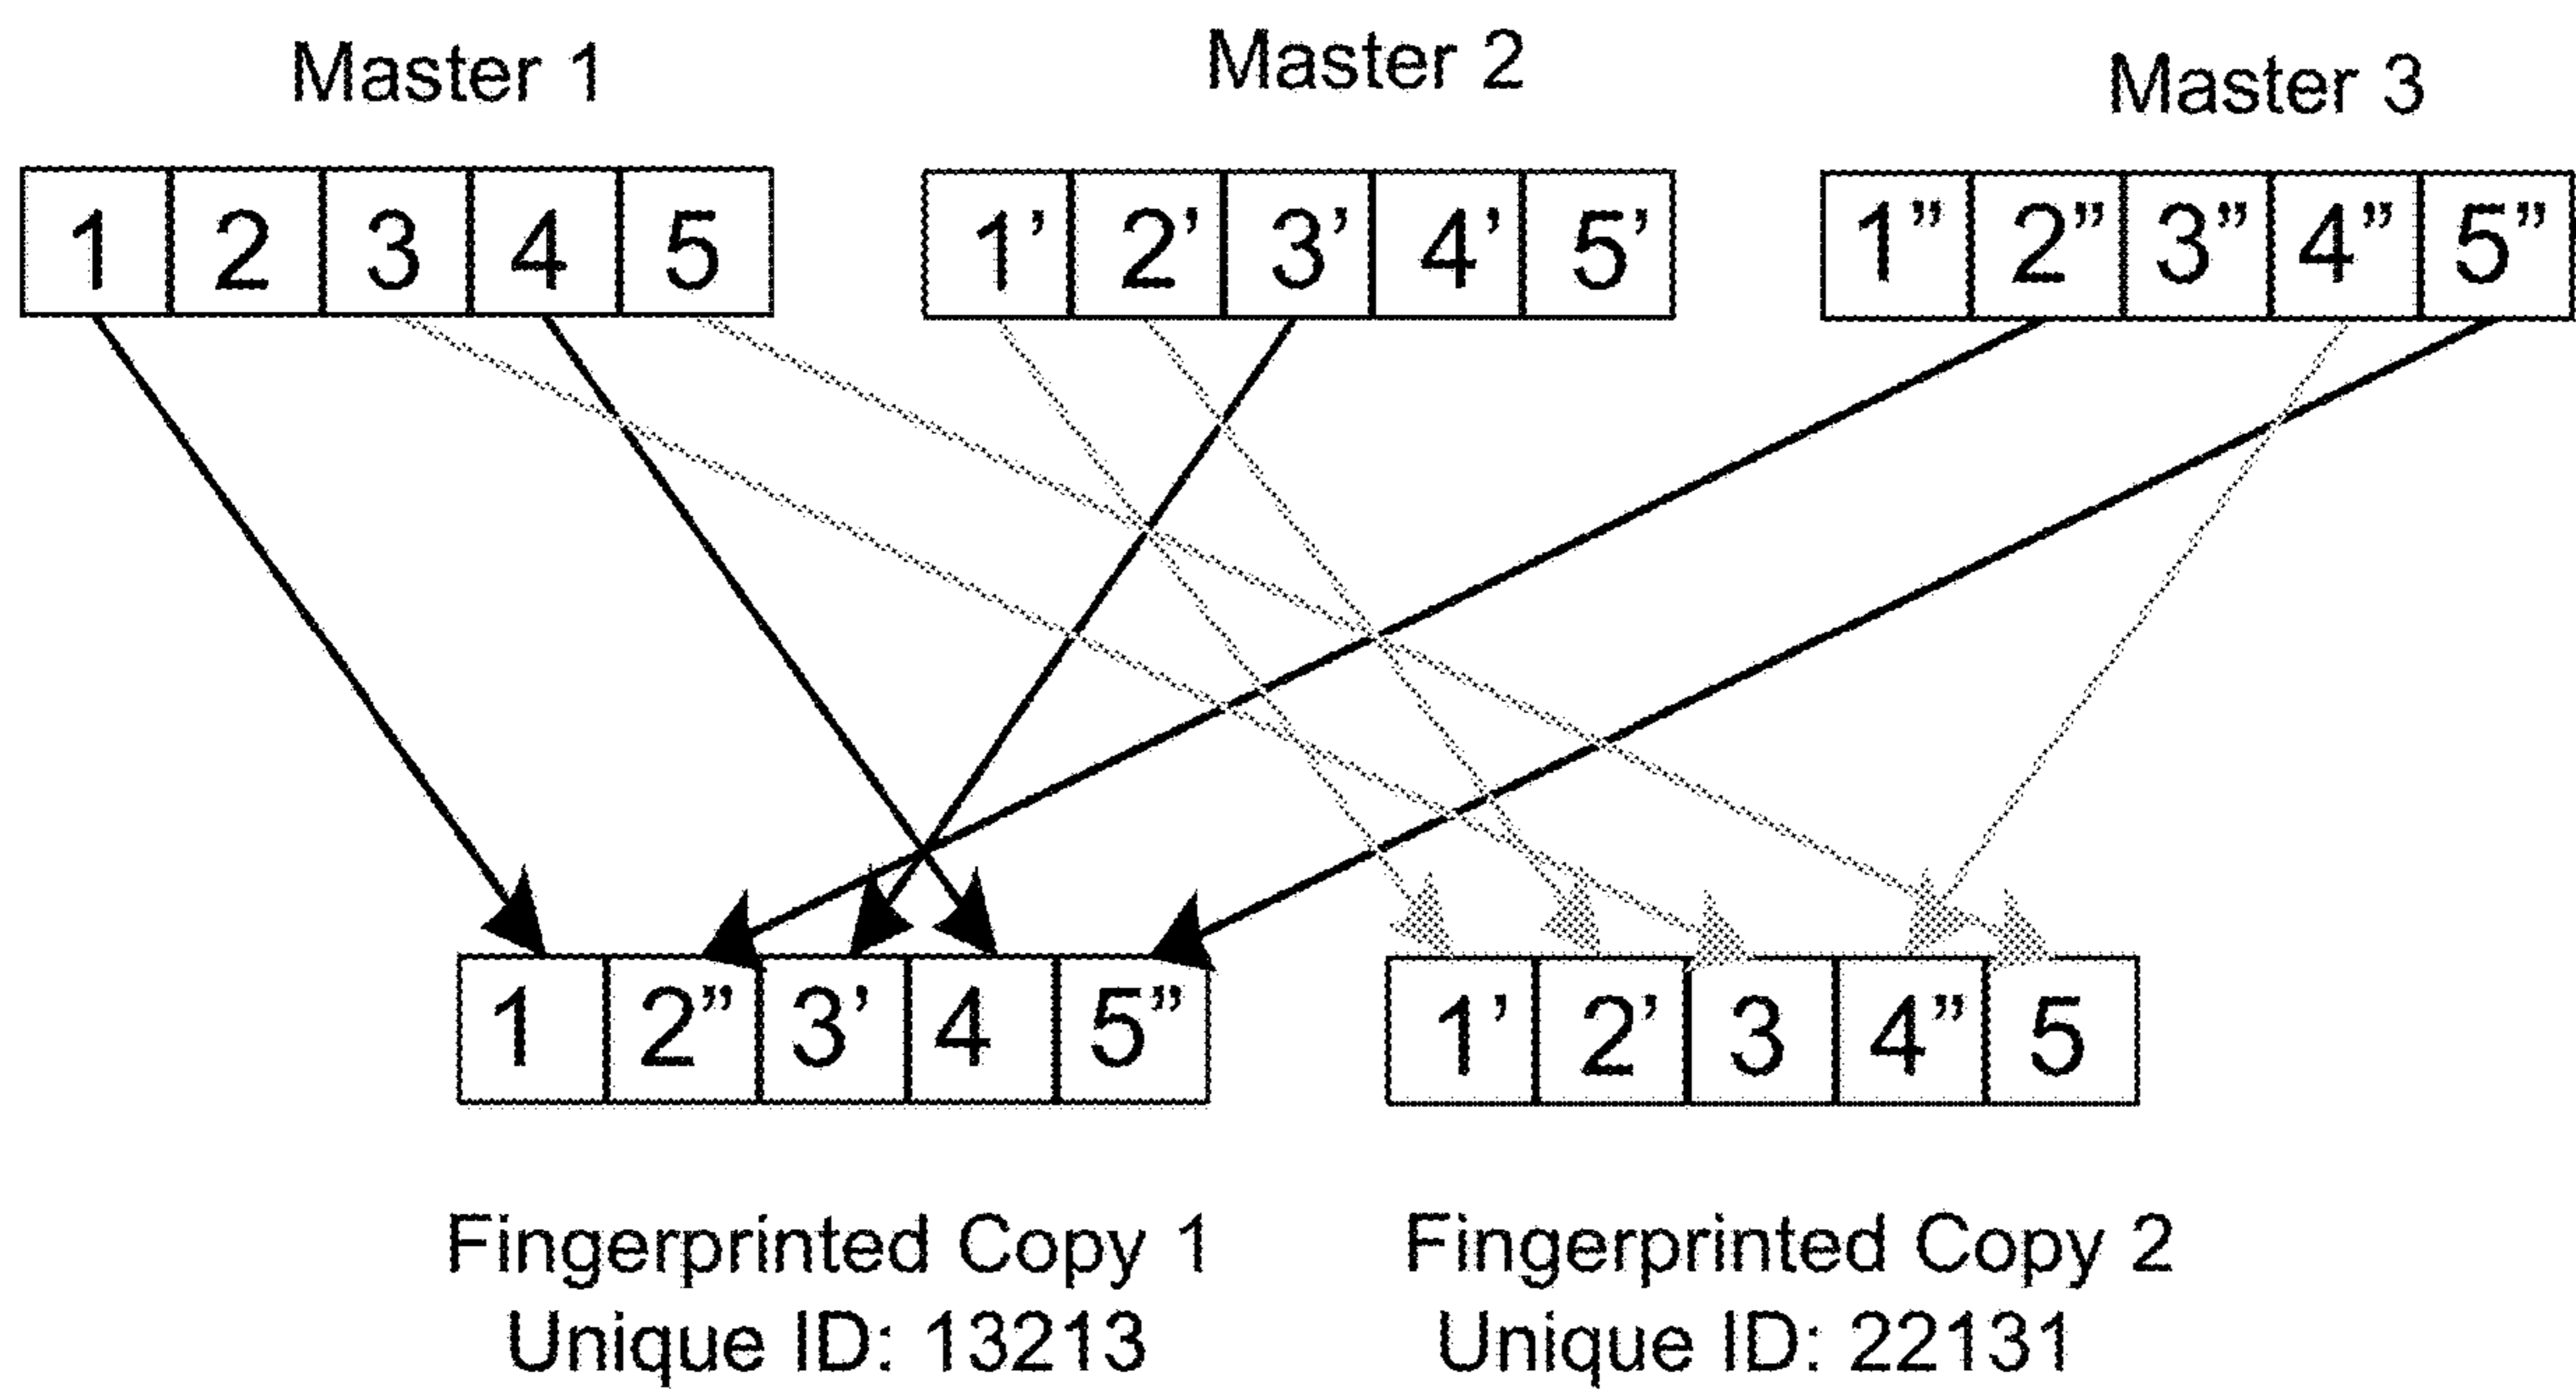 Master 1
Master 2
Master 3
1 2 3 4 5
1’ 2’ 3’ 4’ 5’
1” 2” 3” 4” 5”
1 2” 3’ 4 5”
1’ 2’ 3 4” 5
Fingerprinted Copy 1
Unique ID: 13213
Fingerprinted Copy 2
Unique ID: 22131